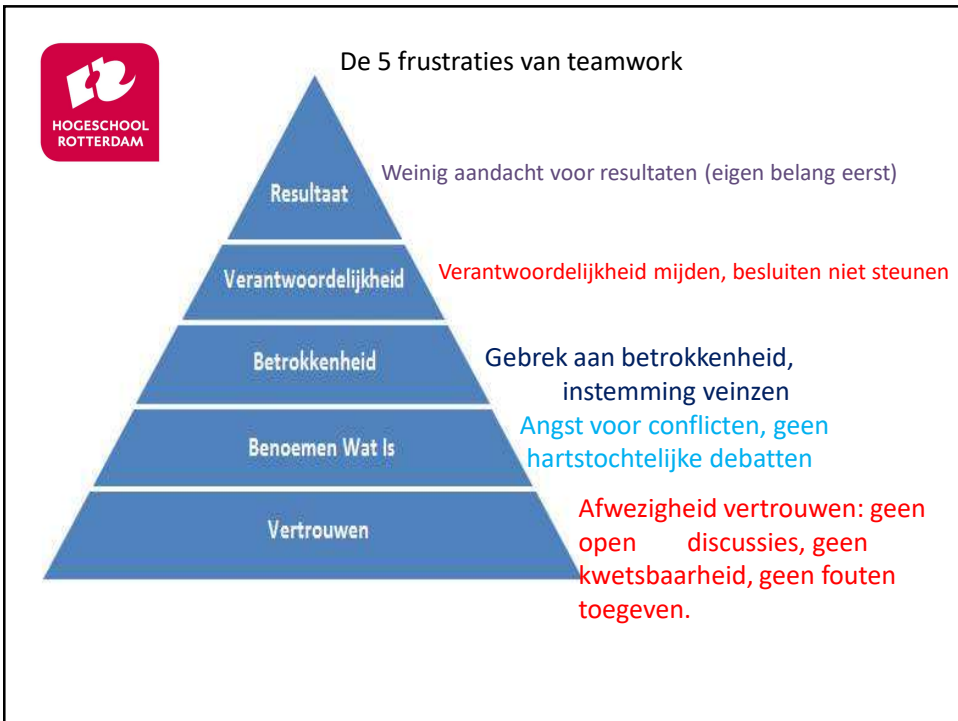 De 5 frustraties van teamwork
HOGESCHOOL
ROTTERDAM
Resultaat
Weinig aandacht voor resultaten (eigen belang eerst)
Verantwoordelijkheid
Verantwoordelijkheid mijden, besluiten niet steunen
Betrokkenheid
Gebrek aan betrokkenheid,
instemming veinzen
Benoemen Wat Is
Angst voor conflicten, geen
hartstochtelijke debatten
Vertrouwen
Afwezigheid vertrouwen: geen
open discussies, geen
kwetsbaarheid, geen fouten
toegeven.